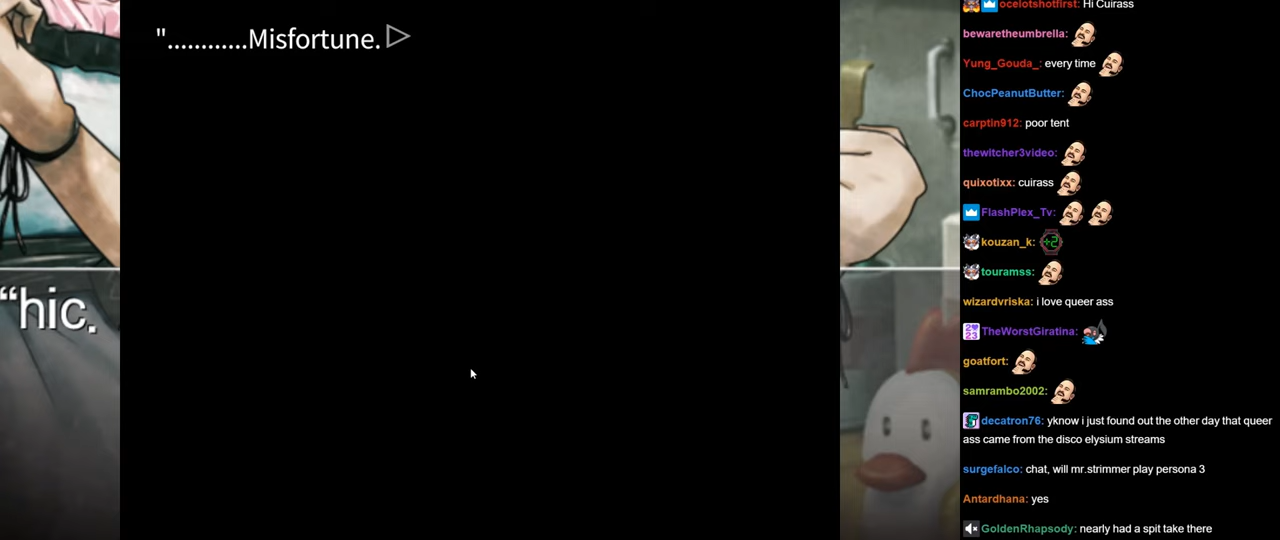 "............Misfortune.
"hic.
ocelotshotfirst: Hi Cuirass
bewaretheumbrella:
Yung_Gouda_: every time
ChocPeanutButter:
carptin912: poor tent
thewitcher3video:
quixotixx: cuirass
FlashPlex_Tv:
kouzan_k: +2
touramss:
wizardvriska: i love queer ass
TheWorstGiratina:
goatfort:
samrambo2002:
decatron76: yknow i just found out the other day that queer
ass came from the disco elysium streams
surgefalco: chat, will mr.strimmer play persona 3
Antardhana: yes
GoldenRhapsody: nearly had a spit take there